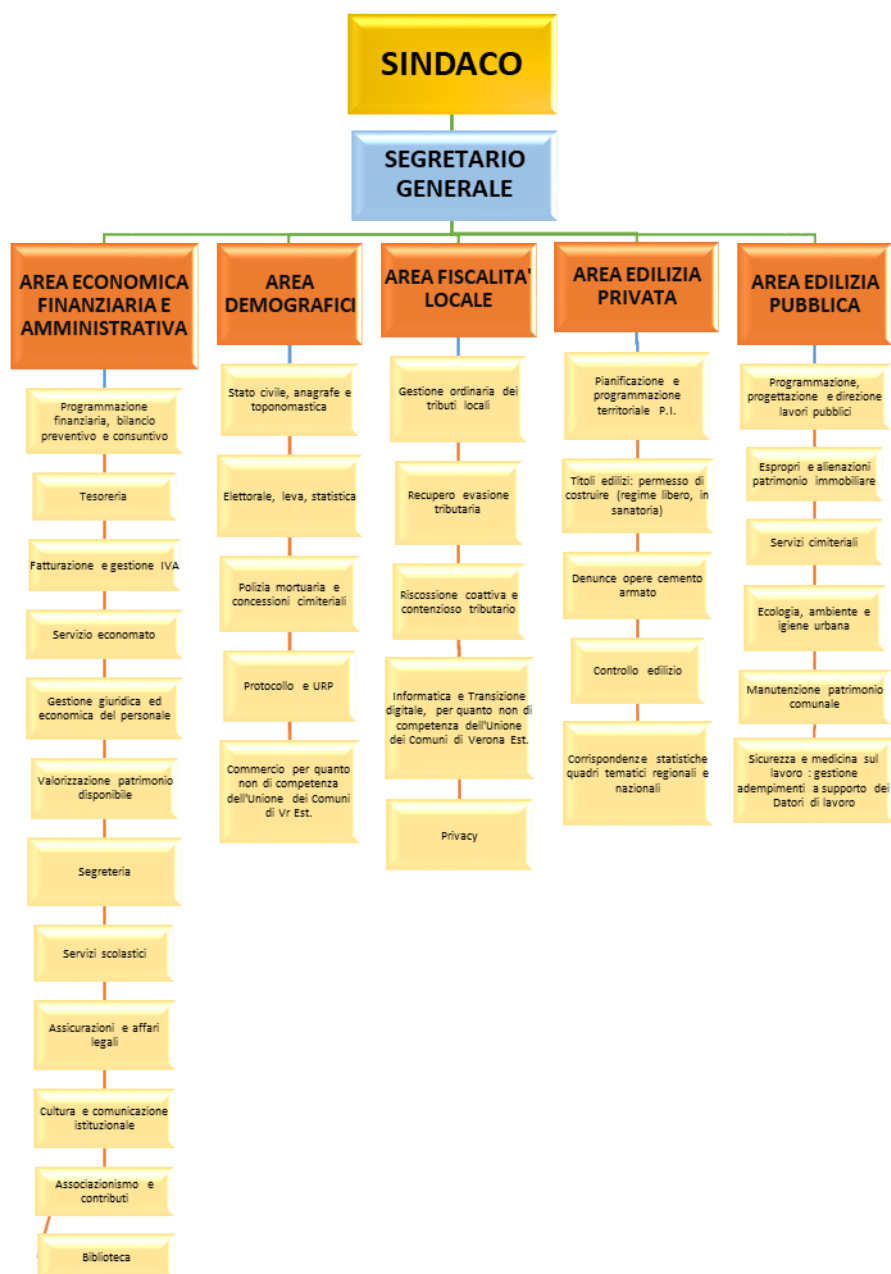 SINDACO
SEGRETARIO
GENERALE
AREA ECONOMICA
FINANZIARIA E
AMMINISTRATIVA
Programmazione
finanziaria, bilancio
preventivo e consuntivo
Tesoreria
Fatturazione e gestione IVA
Servizio economato
Gestione giuridica ed
economica del personale
Valorizzazione patrimonio
disponibile
Segreteria
Servizi scolastici
Assicurazioni e affari
legali
Cultura e comunicazione
istituzionale
Associazionismo e
contributi
Biblioteca
AREA
DEMOGRAFICI
Stato civile, anagrafe e
toponomastica
Elettorale, leva, statistica
Polizia mortuaria e
concessioni cimiteriali
Protocollo e URP
Commercio per quanto
non di competenza
dell'Unione dei Comuni
di Vr Est.
AREA FISCALITA'
LOCALE
Gestione ordinaria dei
tributi locali
Recupero evasione
tributaria
Riscossione coattiva e
contenzioso tributario
Informatica e Transizione
digitale, per quanto non di
competenza dell'Unione
dei Comuni di Verona Est.
Privacy
AREA EDILIZIA
PRIVATA
Pianificazione e
programmazione
territoriale P.I.
Titoli edilizi: permesso di
costruire (regime libero, in
sanatoria)
Denunce opere cemento
armato
Controllo edilizio
Corrispondenze statistiche
quadri tematici regionali e
nazionali
AREA EDILIZIA
PUBBLICA
Programmazione,
progettazione e direzione
lavori pubblici
Espropri e alienazioni
patrimonio immobiliare
Servizi cimiteriali
Ecologia, ambiente e
igiene urbana
Manutenzione patrimonio
comunale
Sicurezza e medicina sul
lavoro : gestione
adempimenti a supporto dei
Datori di lavoro